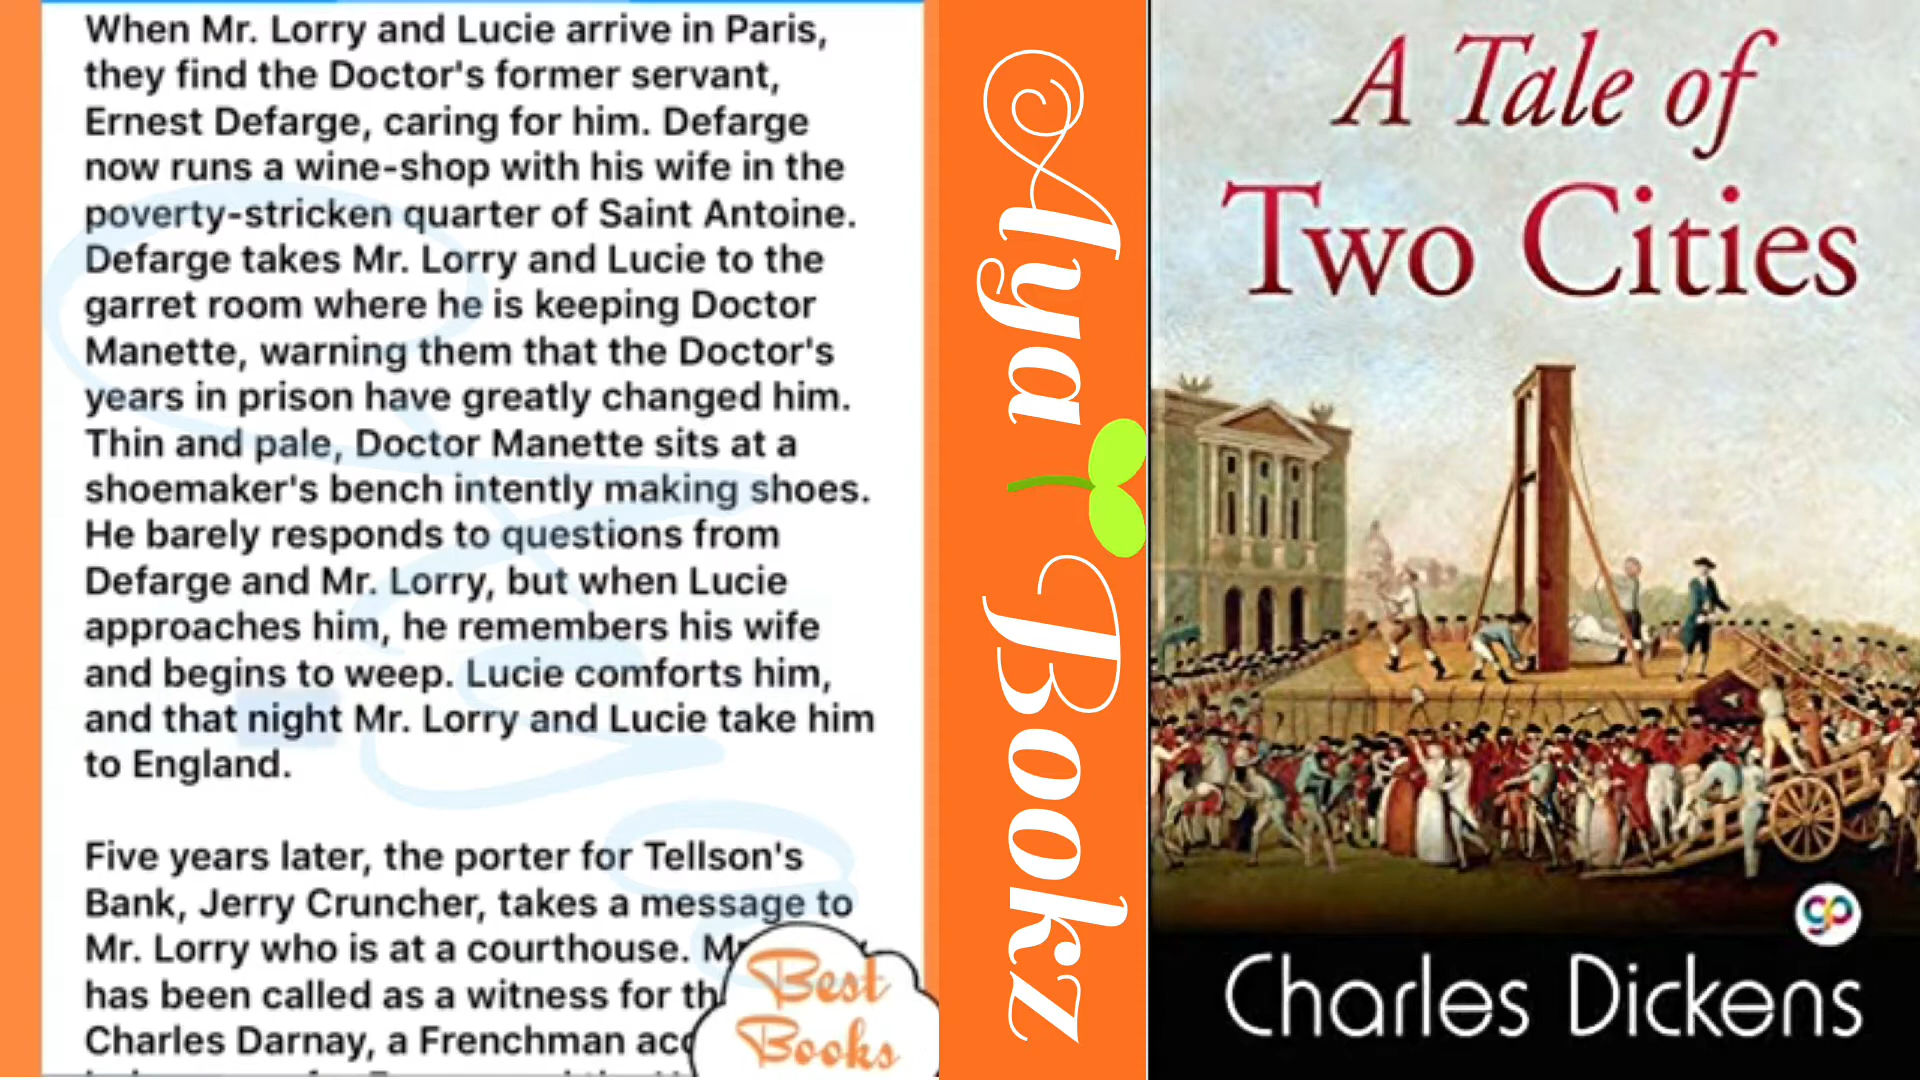 When Mr. Lorry and Lucie arrive in Paris,
they find the Doctor's former servant,
Ernest Defarge, caring for him. Defarge
now runs a wine-shop with his wife in the
poverty-stricken quarter of Saint Antoine.
Defarge takes Mr. Lorry and Lucie to the
garret room where he is keeping Doctor
Manette, warning them that the Doctor's
years in prison have greatly changed him.
Thin and pale, Doctor Manette sits at a
shoemaker's bench intently making shoes.
He barely responds to questions from
Defarge and Mr. Lorry, but when Lucie
approaches him, he remembers his wife
and begins to weep. Lucie comforts him,
and that night Mr. Lorry and Lucie take him
to England.
Five years later, the porter for Tellson's
Bank, Jerry Cruncher, takes a message to
Mr. Lorry who is at a courthouse.
has been called as a witness for
Charles Darnay, a Frenchman
Best
Books
Aya Bookz
A Tale of
Two Cities
gp
Charles Dickens